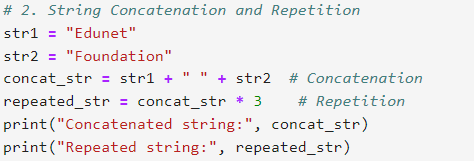 # 2. String Concatenation and Repetition
str1 = "Edunet"
str2 = "Foundation"
concat_str = str1 + " " + str2  # Concatenation
repeated_str = concat_str * 3    # Repetition
print("Concatenated string:", concat_str)
print("Repeated string:", repeated_str)